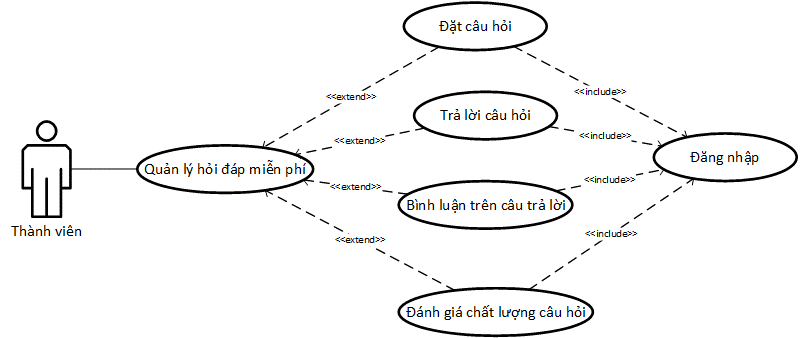 Đặt câu hỏi
<<extend>>
<<include>>
Trả lời câu hỏi
<<extend>>
<<include>>
Quản lý hỏi đáp miễn phí
Đăng nhập
<<extend>>
<<include>>
Bình luận trên câu trả lời
Thành viên
<<extend>>
<<include>>
Đánh giá chất lượng câu hỏi